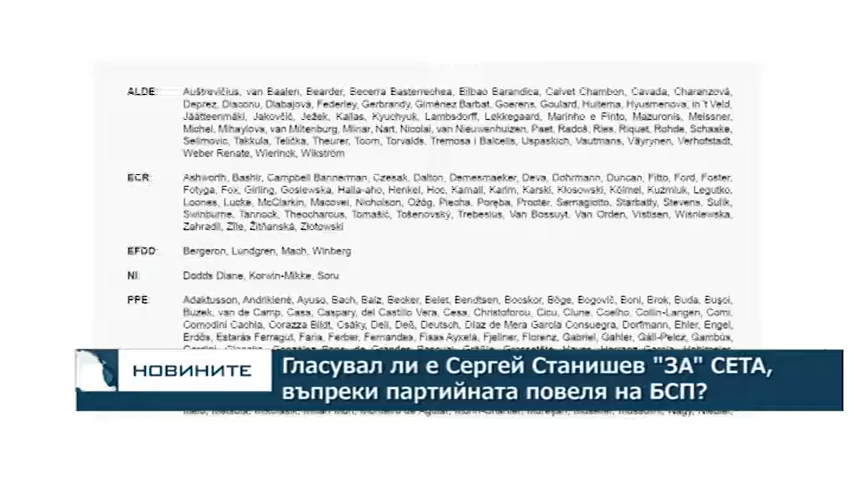 ALDE: Auštrevičius, van Baalen, Bearder, Becerra Basterrechea, Bilbao Barandica, Calvet Chambon, Cavada, Charanzová,
Deprez, Diaconu, Dlabajová, Federley, Gerbrandy, Giménez Barbat, Goerens, Goulard, Huitema, Hyusmenova, in 't Veld,
Jäätteenmäki, Jakovčić, Ježek, Kallas, Kyuchyuk, Lambsdorff, Løkkegaard, Marinho e Pinto, Mazuronis, Meissner,
Michel, Mihaylova, van Miltenburg, Mlinar, Nart, Nicolai, van Nieuwenhuizen, Paet, Radoš, Ries, Riquet, Rohde, Schaake,
Selimovic, Takkula, Telička, Theurer, Toom, Torvalds, Tremosa i Balcells, Uspaskich, Vautmans, Väyrynen, Verhofstadt,
Weber Renate, Wierinck, Wikström
ECR: Ashworth, Bashir, Campbell Bannerman, Czesak, Dalton, Demesmaeker, Deva, Dohrmann, Duncan, Fitto, Ford, Foster,
Fotyga, Fox, Girling, Gosiewska, Halla-aho, Henkel, Hoc, Kamall, Karim, Karski, Kłosowski, Kölmel, Kuźmiuk, Legutko,
Loones, Lucke, McClarkin, Macovei, Nicholson, Ożóg, Piecha, Poręba, Procter, Sernagiotto, Starbatty, Stevens, Sulík,
Swinburne, Tannock, Theocharous, Tomašić, Tošenovský, Trebesius, Van Bossuyt, Van Orden, Vistisen, Wiśniewska,
Zahradil, Zīle, Žitňanská, Złotowski
EFDD: Bergeron, Lundgren, Mach, Winberg
NI: Dodds Diane, Korwin-Mikke, Soru
PPE: Adaktusson, Andrikienė, Ayuso, Bach, Balz, Becker, Belet, Bendtsen, Bocskor, Böge, Bogovič, Boni, Brok, Buda, Buşoi,
Buzek, van de Camp, Casa, Caspary, del Castillo Vera, Cesa, Christoforou, Cicu, Clune, Coelho, Collin-Langen, Comi,
Comodini Cachia, Corazza Bildt, Csáky, Deli, Deß, Deutsch, Díaz de Mera García Consuegra, Dorfmann, Ehler, Engel,
Erdős, Estaràs Ferragut, Faria, Ferber, Fernandes, Fisas Ayxelà, Fjellner, Florenz, Gabriel, Gahler, Gáll-Pelcz, Gambús,
НОВИНИТЕ
Гласувал ли е Сергей Станишев "ЗА" СЕТА,
въпреки партийната повеля на БСП?